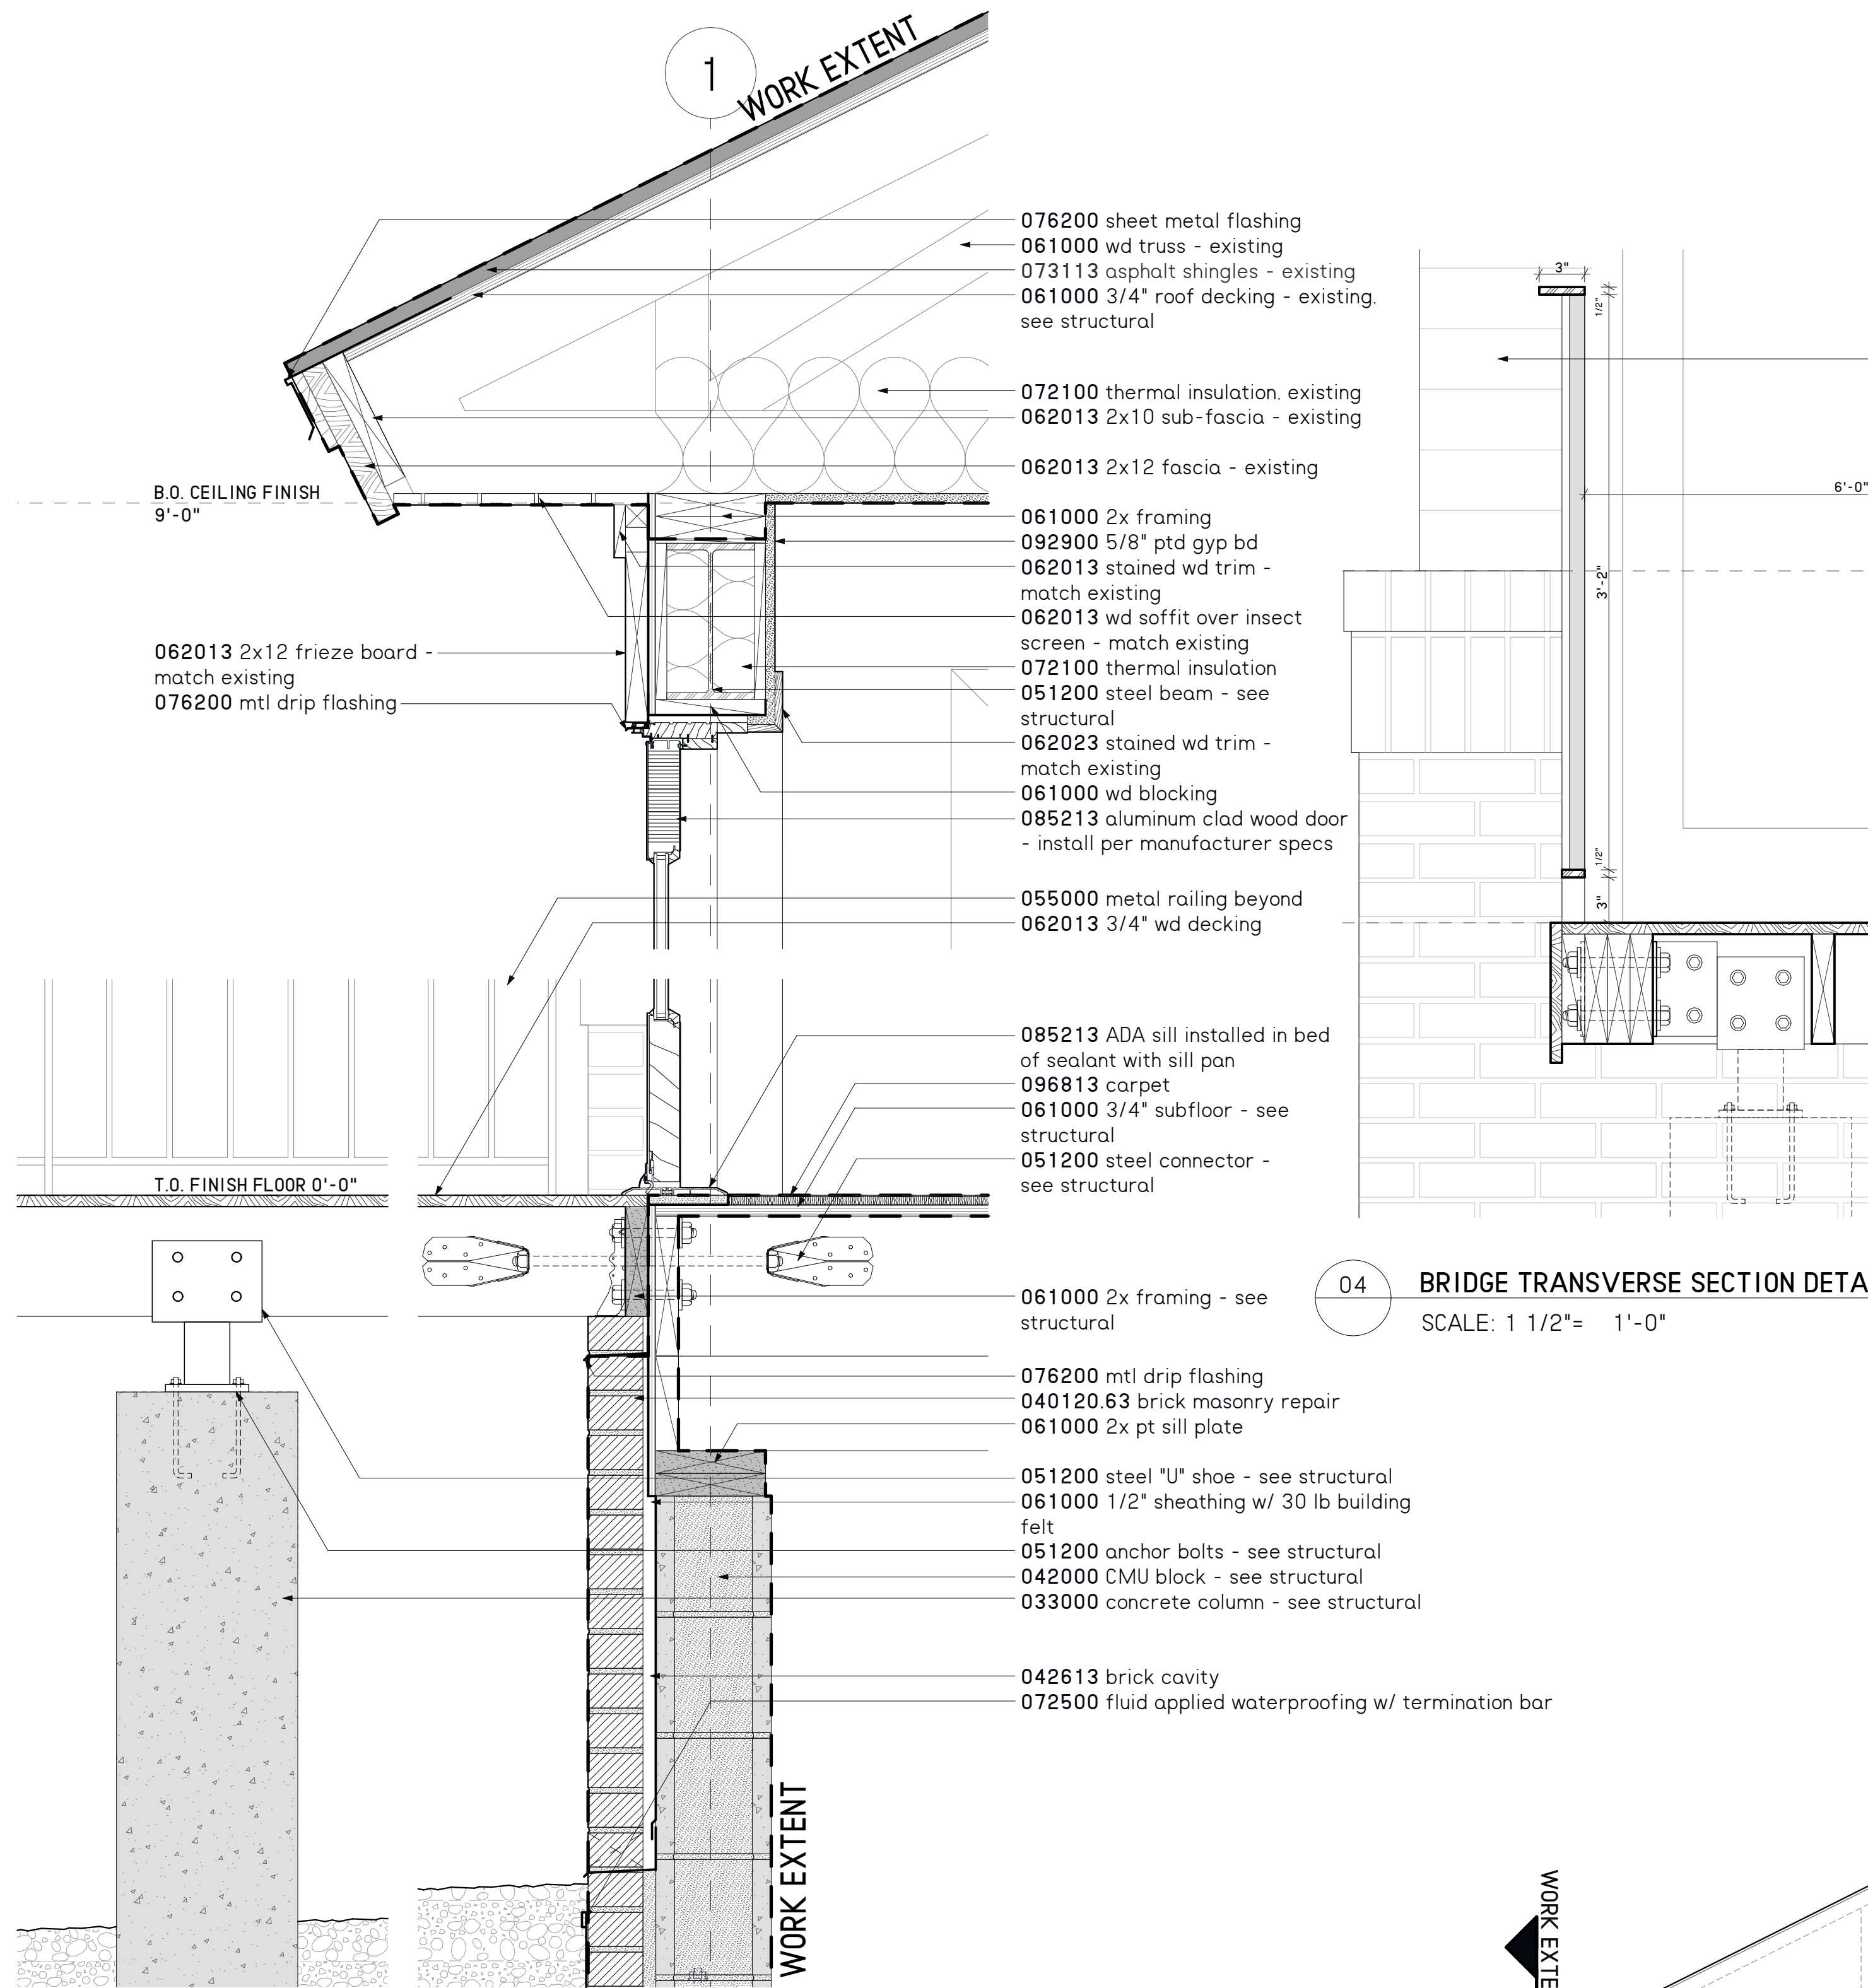 1
WORK EXTENT
076200 sheet metal flashing
061000 wd truss - existing
073113 asphalt shingles - existing
061000 3/4" roof decking - existing.
see structural
072100 thermal insulation. existing
062013 2x10 sub-fascia - existing
062013 2x12 fascia - existing
B.O. CEILING FINISH
9'-0"
061000 2x framing
092900 5/8" ptd gyp bd
062013 stained wd trim -
match existing
062013 wd soffit over insect
screen - match existing
072100 thermal insulation
051200 steel beam - see
structural
062023 stained wd trim -
match existing
061000 wd blocking
085213 aluminum clad wood door
- install per manufacturer specs
062013 2x12 frieze board -
match existing
076200 mtl drip flashing
055000 metal railing beyond
062013 3/4" wd decking
085213 ADA sill installed in bed
of sealant with sill pan
096813 carpet
061000 3/4" subfloor - see
structural
051200 steel connector -
see structural
T.O. FINISH FLOOR 0'-0"
061000 2x framing - see
structural
076200 mtl drip flashing
040120.63 brick masonry repair
061000 2x pt sill plate
051200 steel "U" shoe - see structural
061000 1/2" sheathing w/ 30 lb building
felt
051200 anchor bolts - see structural
042000 CMU block - see structural
033000 concrete column - see structural
042613 brick cavity
072500 fluid applied waterproofing w/ termination bar
WORK EXTENT
3"
1/2"
6'-0"
3'-2"
1/2"
3"
04
BRIDGE TRANSVERSE SECTION DETA
SCALE: 1 1/2"= 1'-0"
WORK EXTE